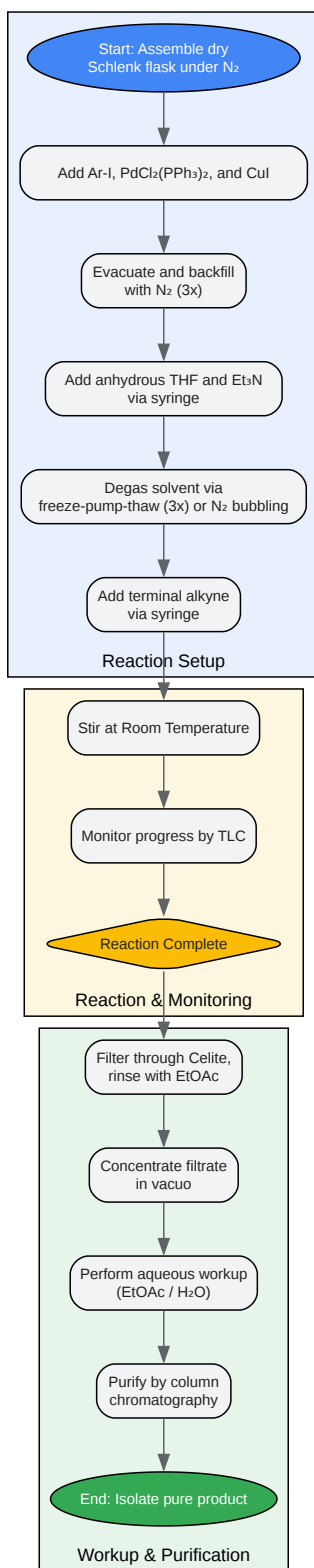 Start: Assemble dry
Schlenk flask under N₂
Add Ar-I, PdCl₂(PPh₃)₂, and CuI
Evacuate and backfill
with N₂ (3x)
Add anhydrous THF and Et₃N
via syringe
Degas solvent via
freeze-pump-thaw (3x) or N₂ bubbling
Add terminal alkyne
via syringe
Reaction Setup
Stir at Room Temperature
Monitor progress by TLC
Reaction Complete
Reaction & Monitoring
Filter through Celite,
rinse with EtOAc
Concentrate filtrate
in vacuo
Perform aqueous workup
(EtOAc / H₂O)
Purify by column
chromatography
End: Isolate pure product
Workup & Purification